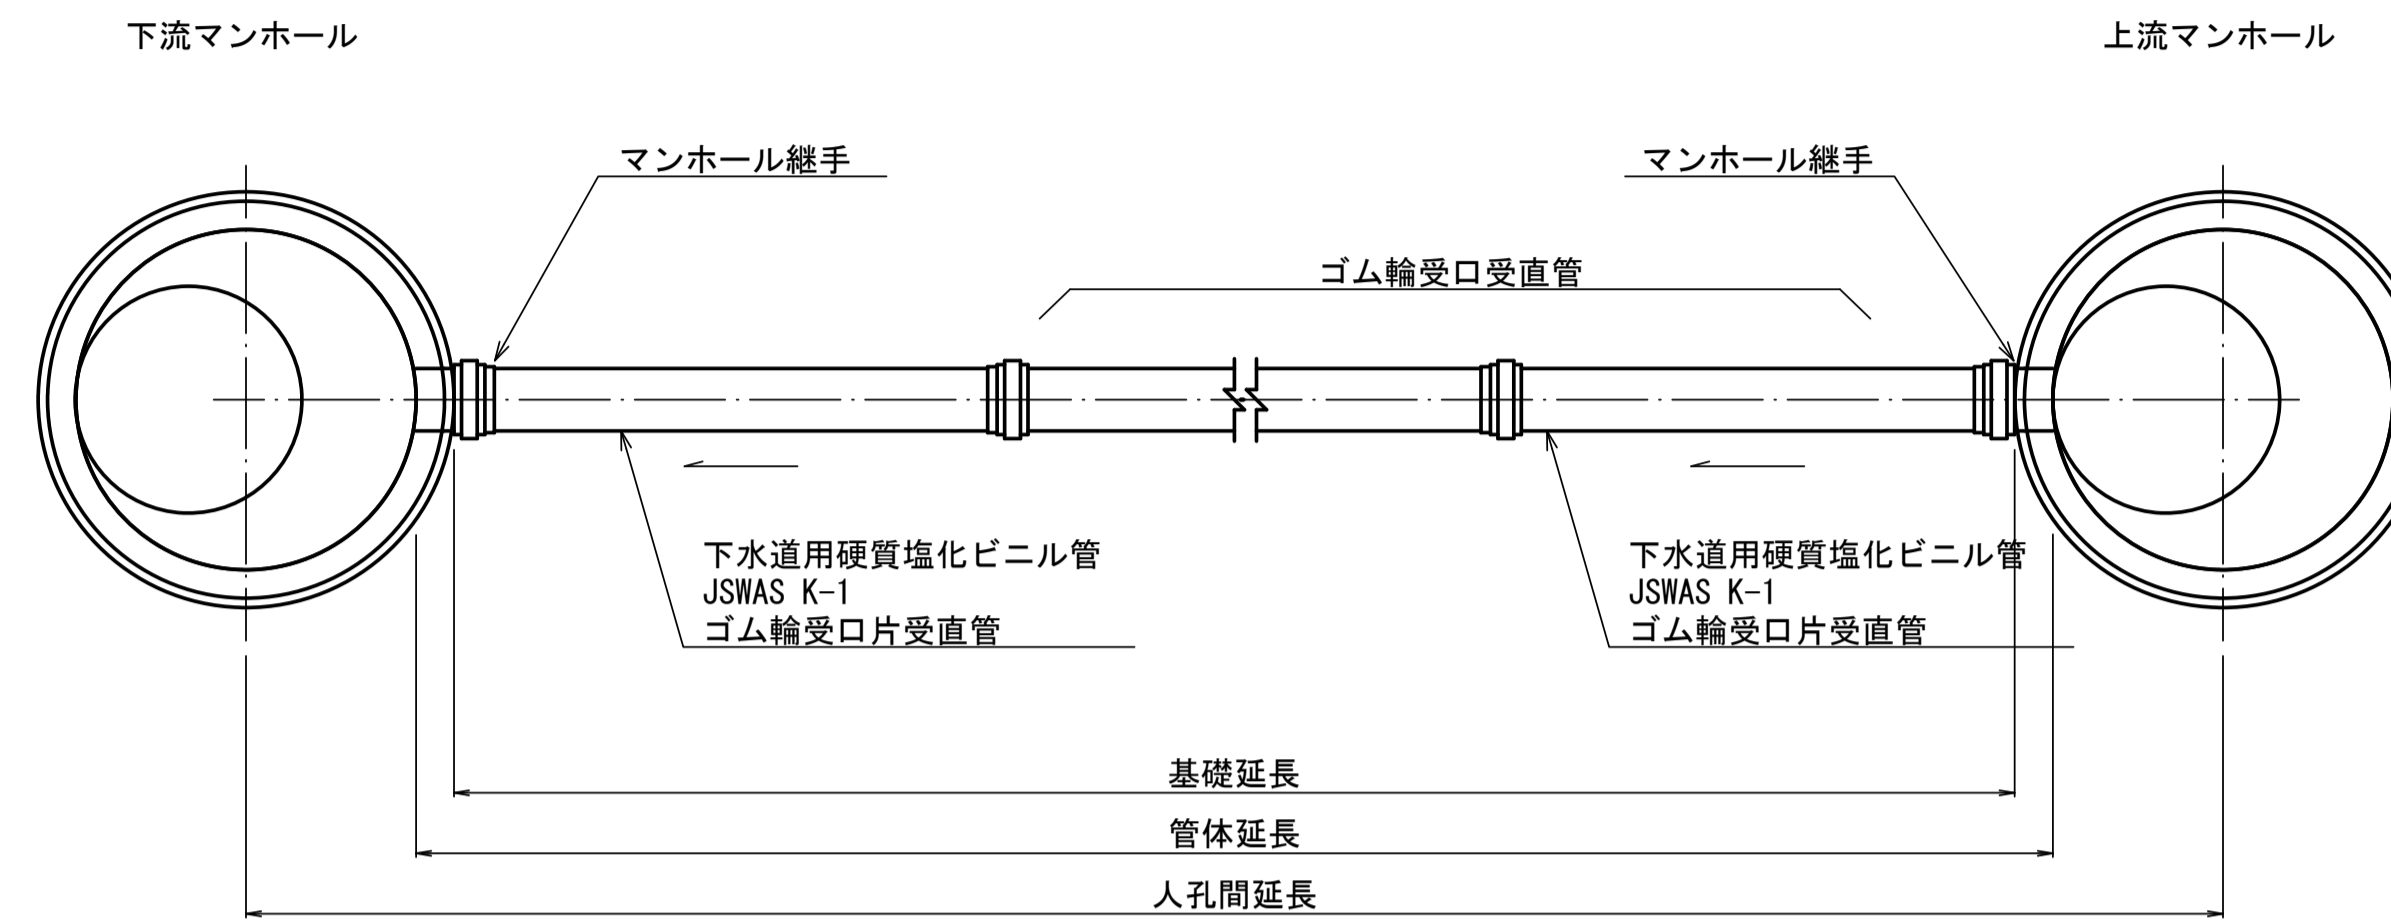 下流マンホール
上流マンホール
マンホール継手
マンホール継手
ゴム輪受口受直管
下水道用硬質塩化ビニル管
JSWAS K-1
ゴム輪受口片受直管
下水道用硬質塩化ビニル管
JSWAS K-1
ゴム輪受口片受直管
基礎延長
管体延長
人孔間延長